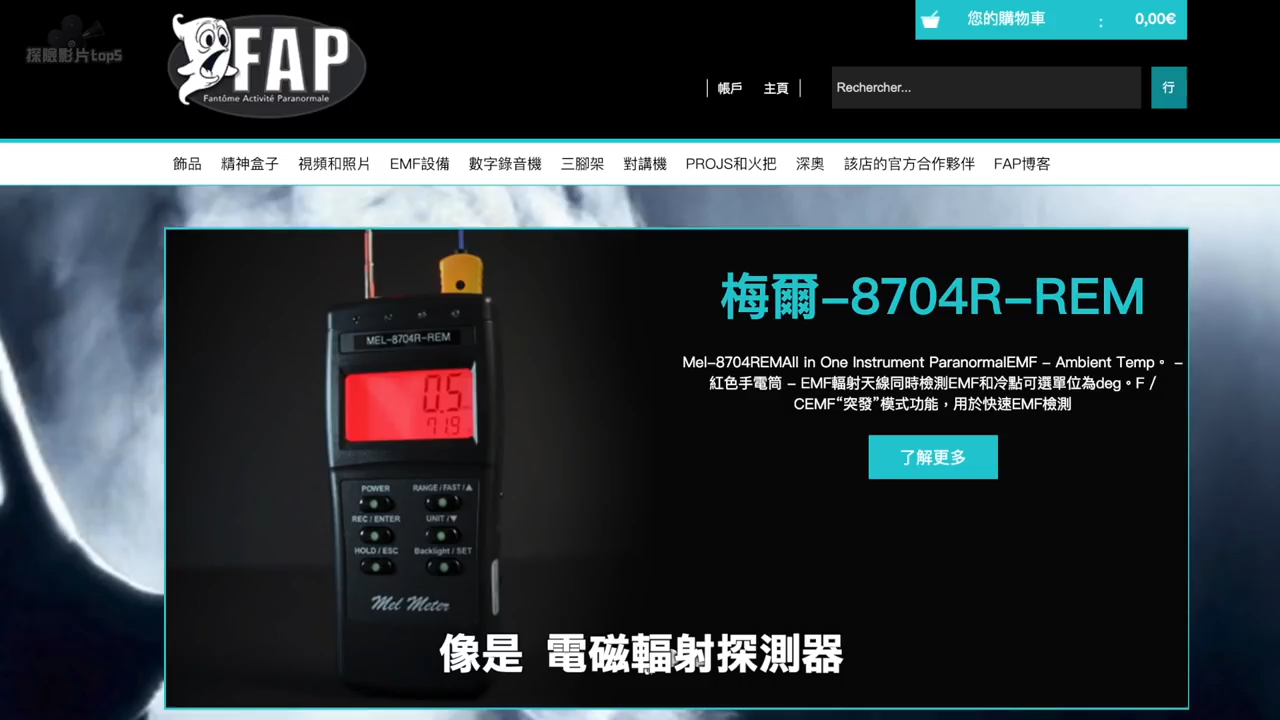 探險影片top5
FAP
Fantôme Activité Paranormale
您的購物車 : 0,00€
帳戶 主頁
Rechercher...
行
飾品 精神盒子 視頻和照片 EMF設備 數字錄音機 三腳架 對講機 PROJS和火把 深奧 該店的官方合作夥伴 FAP博客
梅爾-8704R-REM
Mel-8704REMAll in One Instrument ParanormalEMF - Ambient Temp。 -
紅色手電筒 - EMF輻射天線同時檢測EMF和冷點可選單位為deg。F /
CEMF“突發”模式功能，用於快速EMF檢測
了解更多
MEL-8704R-REM
0.5
71.9
POWER RANGE / FAST / ▲
REC / ENTER UNIT / ▼
HOLD / ESC Backlight / SET
Mel Meter
像是 電磁輻射探測器